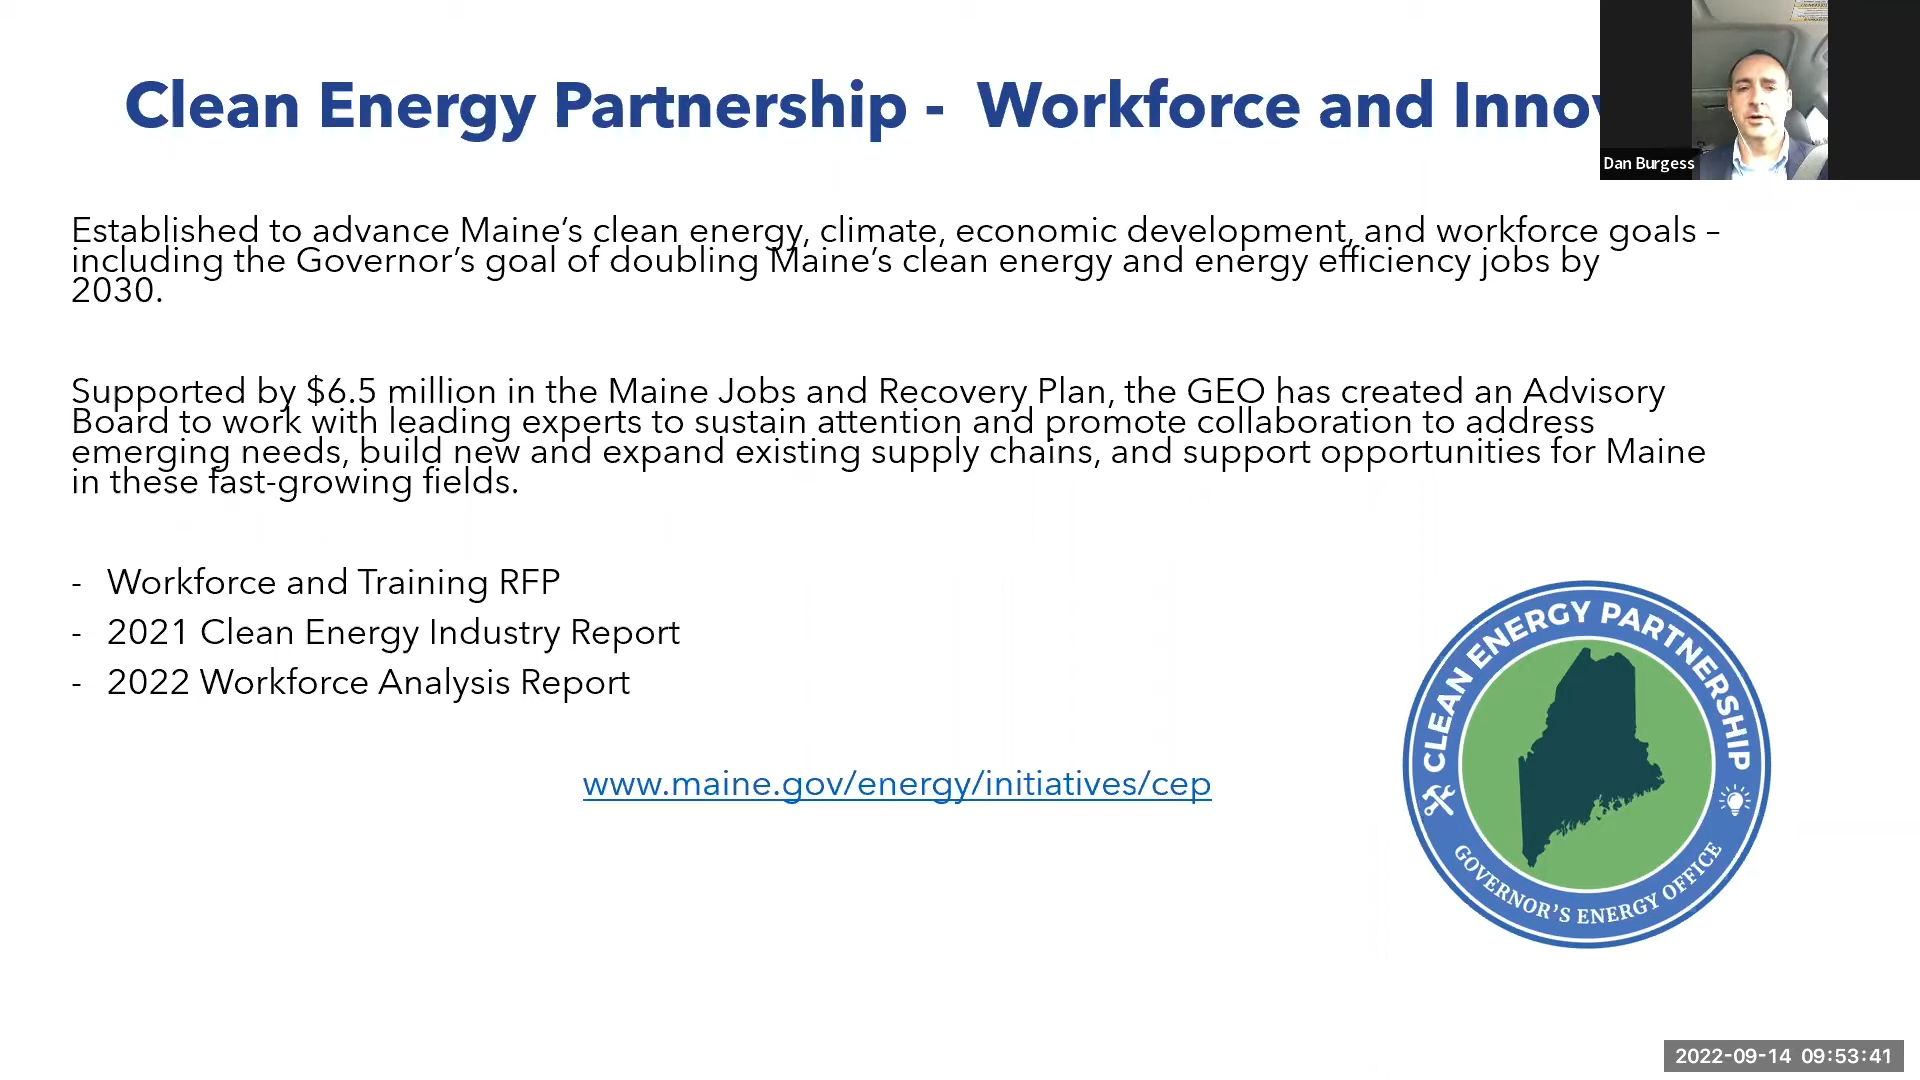 Clean Energy Partnership - Workforce and Innov
Dan Burgess
Established to advance Maine’s clean energy, climate, economic development, and workforce goals –
including the Governor’s goal of doubling Maine’s clean energy and energy efficiency jobs by
2030.
Supported by $6.5 million in the Maine Jobs and Recovery Plan, the GEO has created an Advisory
Board to work with leading experts to sustain attention and promote collaboration to address
emerging needs, build new and expand existing supply chains, and support opportunities for Maine
in these fast-growing fields.
- Workforce and Training RFP
- 2021 Clean Energy Industry Report
- 2022 Workforce Analysis Report
www.maine.gov/energy/initiatives/cep
CLEAN ENERGY PARTNERSHIP
GOVERNOR’S ENERGY OFFICE
2022-09-14 09:53:41